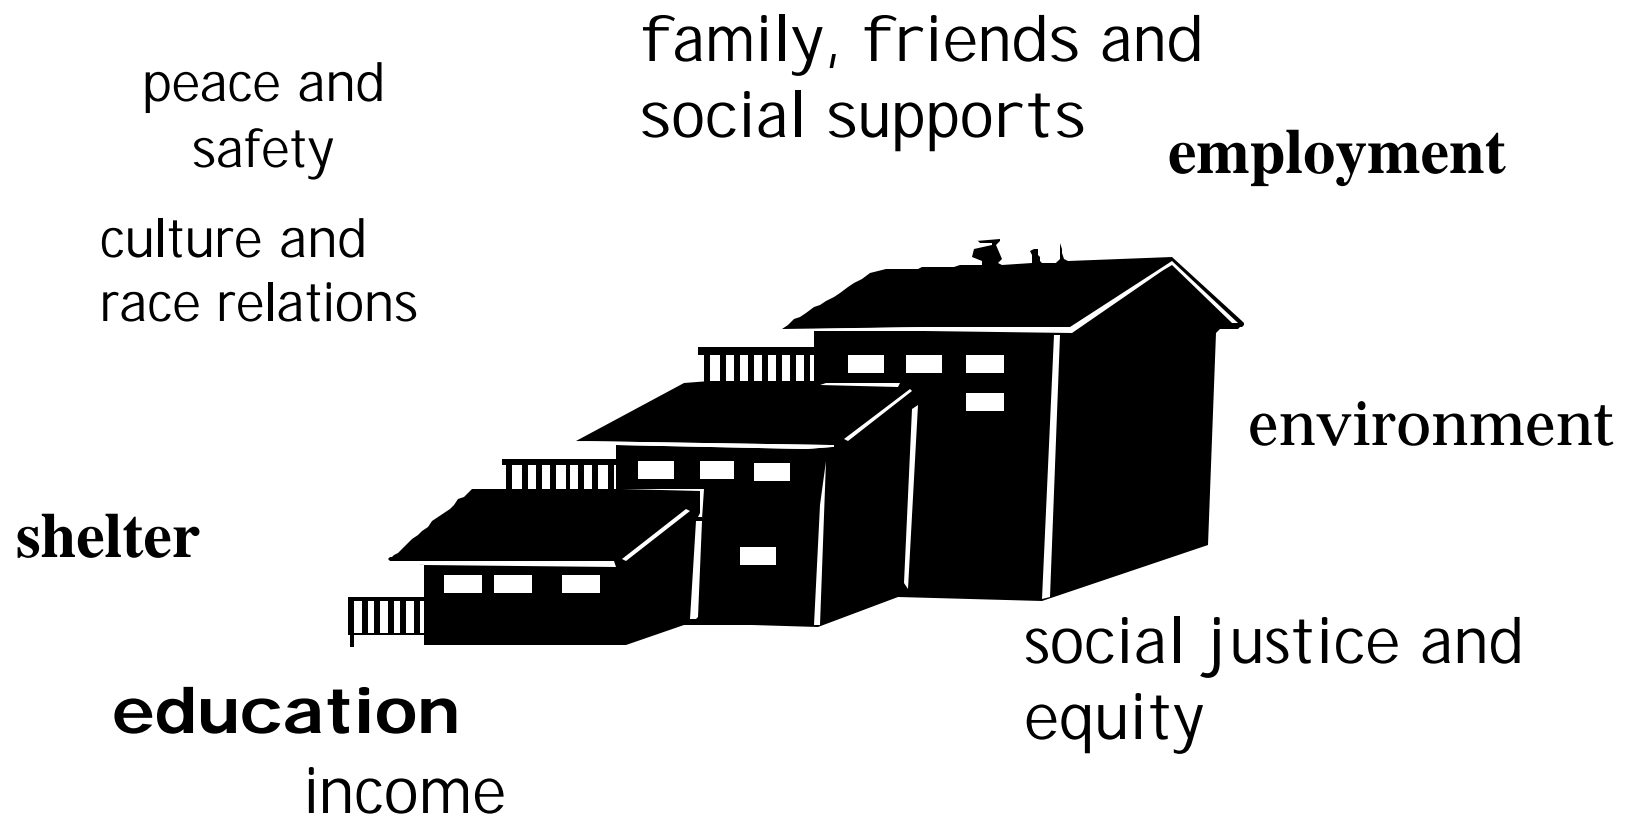 family, friends and
social supports
peace and
safety
employment
culture and
race relations
environment
shelter
social justice and
equity
education
income